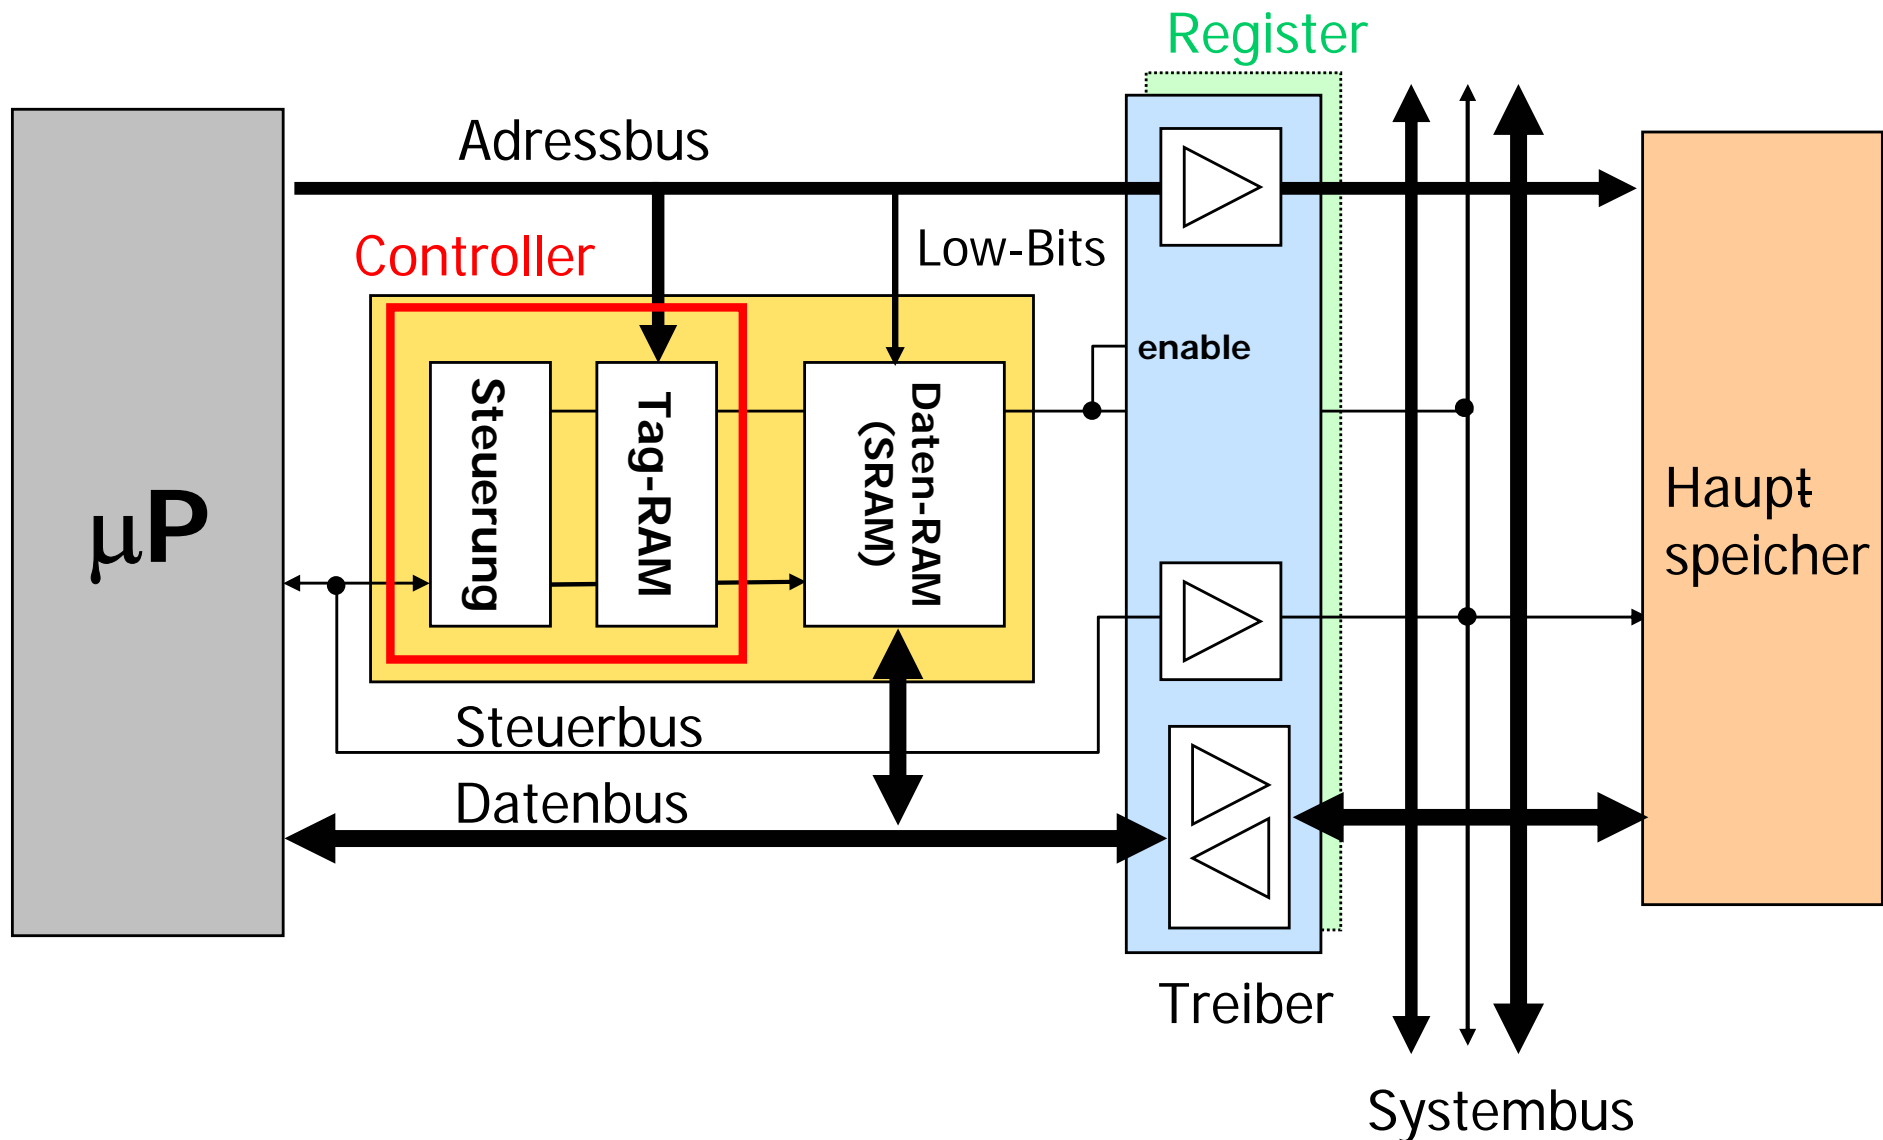 Register
Adressbus
Controller
Low-Bits
enable
Steuerung
Tag-RAM
Daten-RAM
(SRAM)
µP
Haupt-
speicher
Steuerbus
Datenbus
Treiber
Systembus